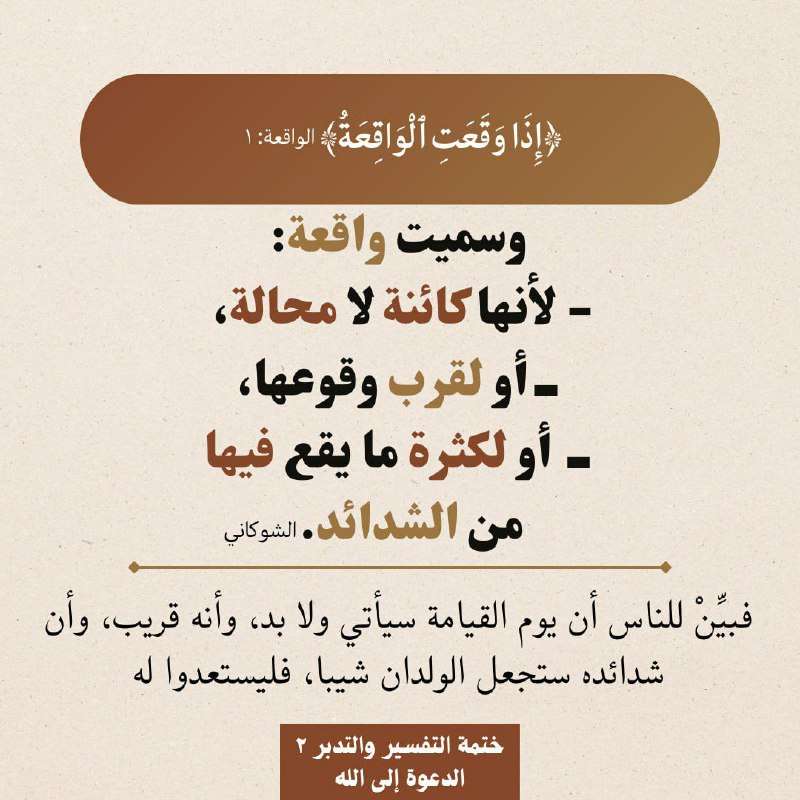 ﴿إِذَا وَقَعَتِ ٱلْوَاقِعَةُ﴾ الواقعة: ١
وسميت واقعة:
- لأنها كائنة لا محالة،
ـ أو لقرب وقوعها،
ـ أو لكثرة ما يقع فيها
من الشدائد. الشوكاني
فبيِّنْ للناس أن يوم القيامة سيأتي ولا بد، وأنه قريب، وأن
شدائده ستجعل الولدان شيبا، فليستعدوا له
ختمة التفسير والتدبر ٢
الدعوة إلى الله